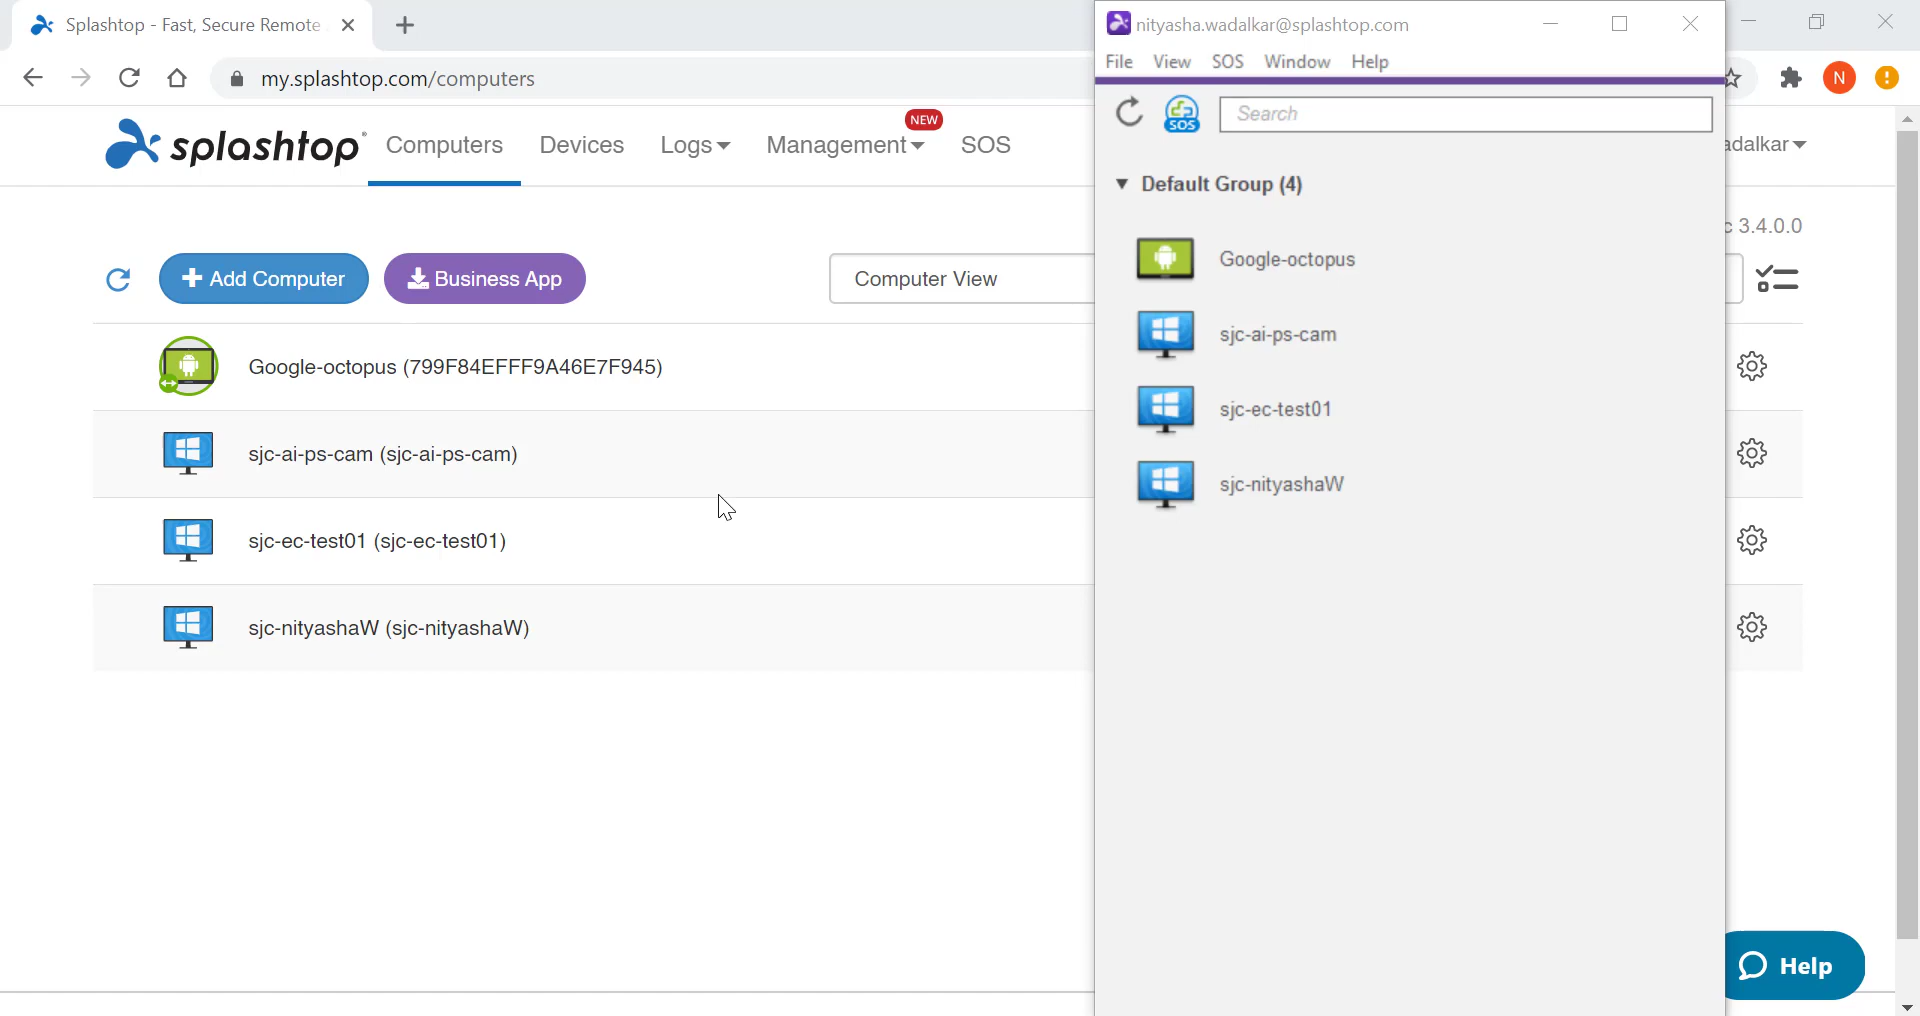 Splashtop - Fast, Secure Remote
my.splashtop.com/computers
N
splashtop
Computers
Devices
Logs
Management
NEW
SOS
Add Computer
Business App
Computer View
Google-octopus (799F84EFFF9A46E7F945)
sjc-ai-ps-cam (sjc-ai-ps-cam)
sjc-ec-test01 (sjc-ec-test01)
sjc-nityashaW (sjc-nityashaW)
nityasha.wadalkar@splashtop.com
File View SOS Window Help
SOS
Search
Default Group (4)
Google-octopus
sjc-ai-ps-cam
sjc-ec-test01
sjc-nityashaW
adalkar
c 3.4.0.0
Help